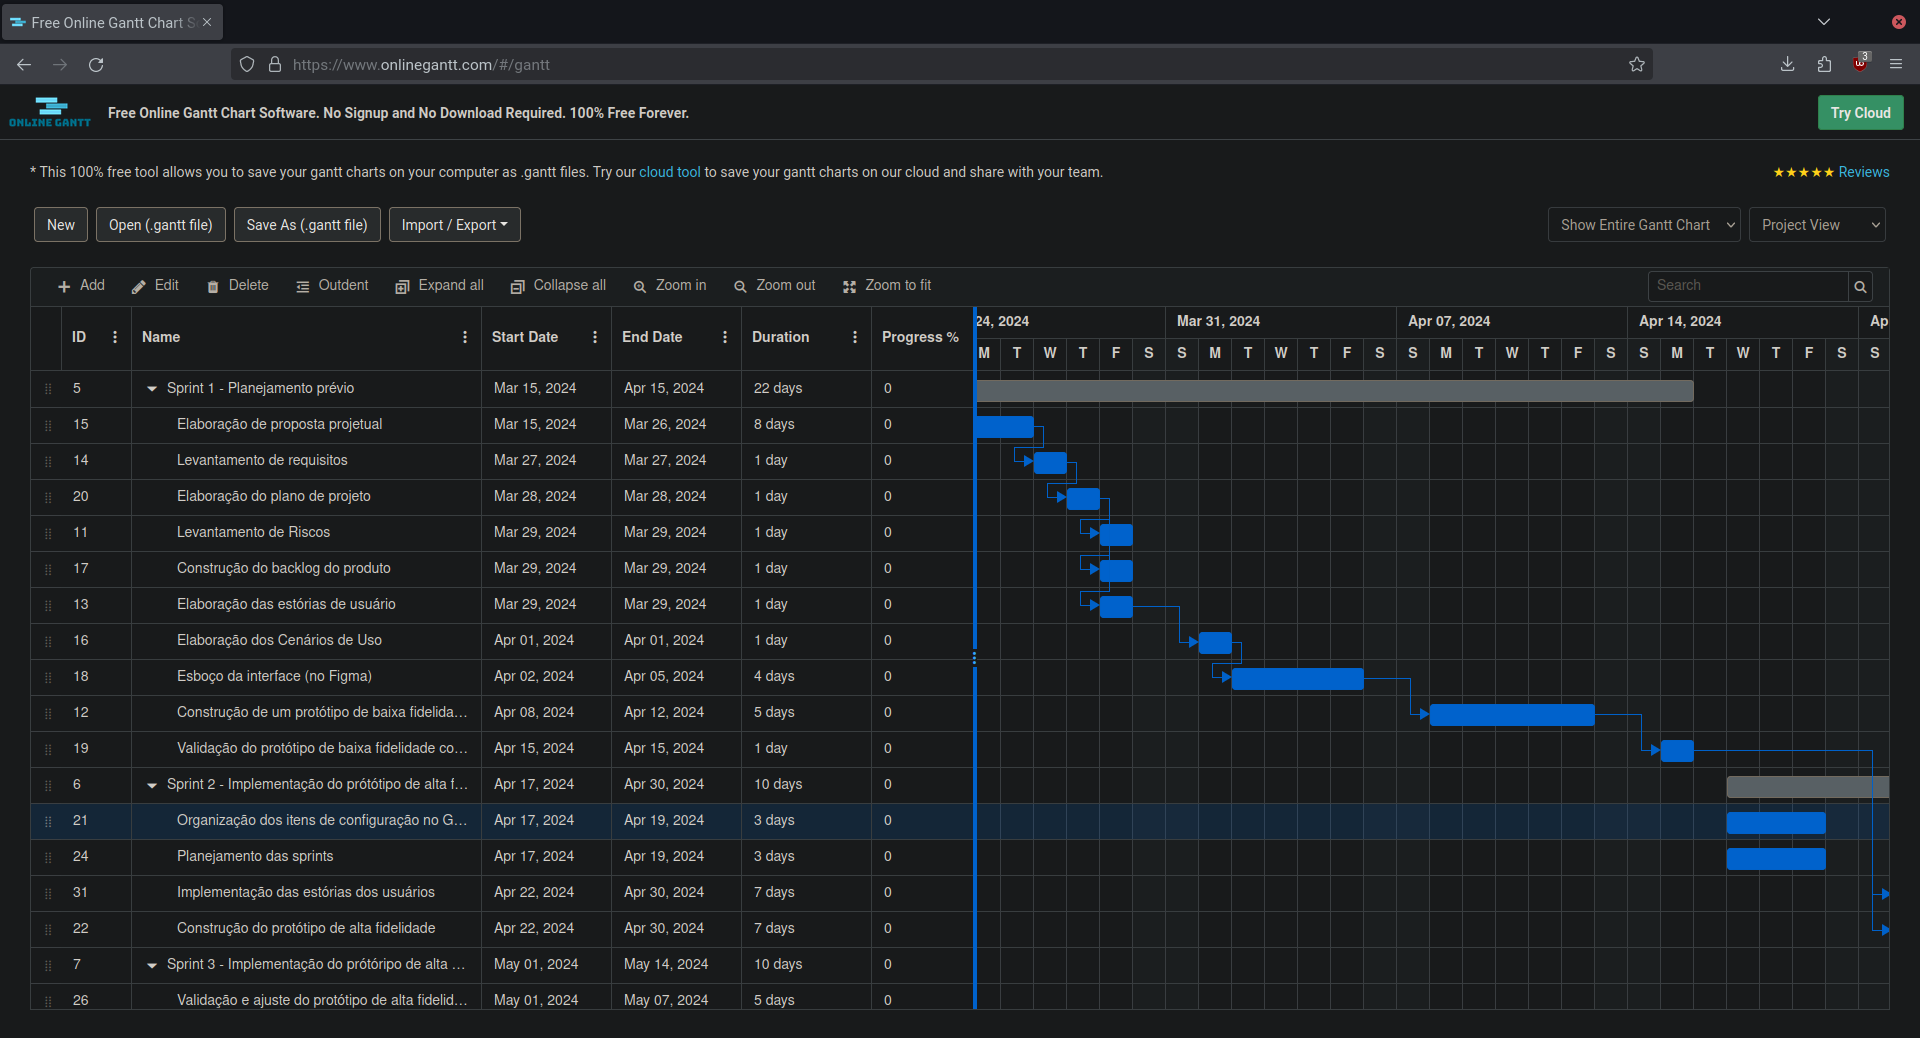 Free Online Gantt Chart S
https://www.onlinegantt.com/#/gantt
3
ONLINE GANTT
Free Online Gantt Chart Software. No Signup and No Download Required. 100% Free Forever.
Try Cloud
* This 100% free tool allows you to save your gantt charts on your computer as .gantt files. Try our cloud tool to save your gantt charts on our cloud and share with your team.
★★★★★ Reviews
New Open (.gantt file) Save As (.gantt file) Import / Export
Show Entire Gantt Chart Project View
Add Edit Delete Outdent Expand all Collapse all Zoom in Zoom out Zoom to fit Search
ID Name Start Date End Date Duration Progress %
24, 2024 Mar 31, 2024 Apr 07, 2024 Apr 14, 2024 Ap
M T W T F S S M T W T F S S M T W T F S S M T W T F S S
5 Sprint 1 - Planejamento prévio Mar 15, 2024 Apr 15, 2024 22 days 0
15 Elaboração de proposta projetual Mar 15, 2024 Mar 26, 2024 8 days 0
14 Levantamento de requisitos Mar 27, 2024 Mar 27, 2024 1 day 0
20 Elaboração do plano de projeto Mar 28, 2024 Mar 28, 2024 1 day 0
11 Levantamento de Riscos Mar 29, 2024 Mar 29, 2024 1 day 0
17 Construção do backlog do produto Mar 29, 2024 Mar 29, 2024 1 day 0
13 Elaboração das estórias de usuário Mar 29, 2024 Mar 29, 2024 1 day 0
16 Elaboração dos Cenários de Uso Apr 01, 2024 Apr 01, 2024 1 day 0
18 Esboço da interface (no Figma) Apr 02, 2024 Apr 05, 2024 4 days 0
12 Construção de um protótipo de baixa fidelida... Apr 08, 2024 Apr 12, 2024 5 days 0
19 Validação do protótipo de baixa fidelidade co... Apr 15, 2024 Apr 15, 2024 1 day 0
6 Sprint 2 - Implementação do prótótipo de alta f... Apr 17, 2024 Apr 30, 2024 10 days 0
21 Organização dos itens de configuração no G... Apr 17, 2024 Apr 19, 2024 3 days 0
24 Planejamento das sprints Apr 17, 2024 Apr 19, 2024 3 days 0
31 Implementação das estórias dos usuários Apr 22, 2024 Apr 30, 2024 7 days 0
22 Construção do protótipo de alta fidelidade Apr 22, 2024 Apr 30, 2024 7 days 0
7 Sprint 3 - Implementação do prótóripo de alta ... May 01, 2024 May 14, 2024 10 days 0
26 Validação e ajuste do protótipo de alta fidelid... May 01, 2024 May 07, 2024 5 days 0